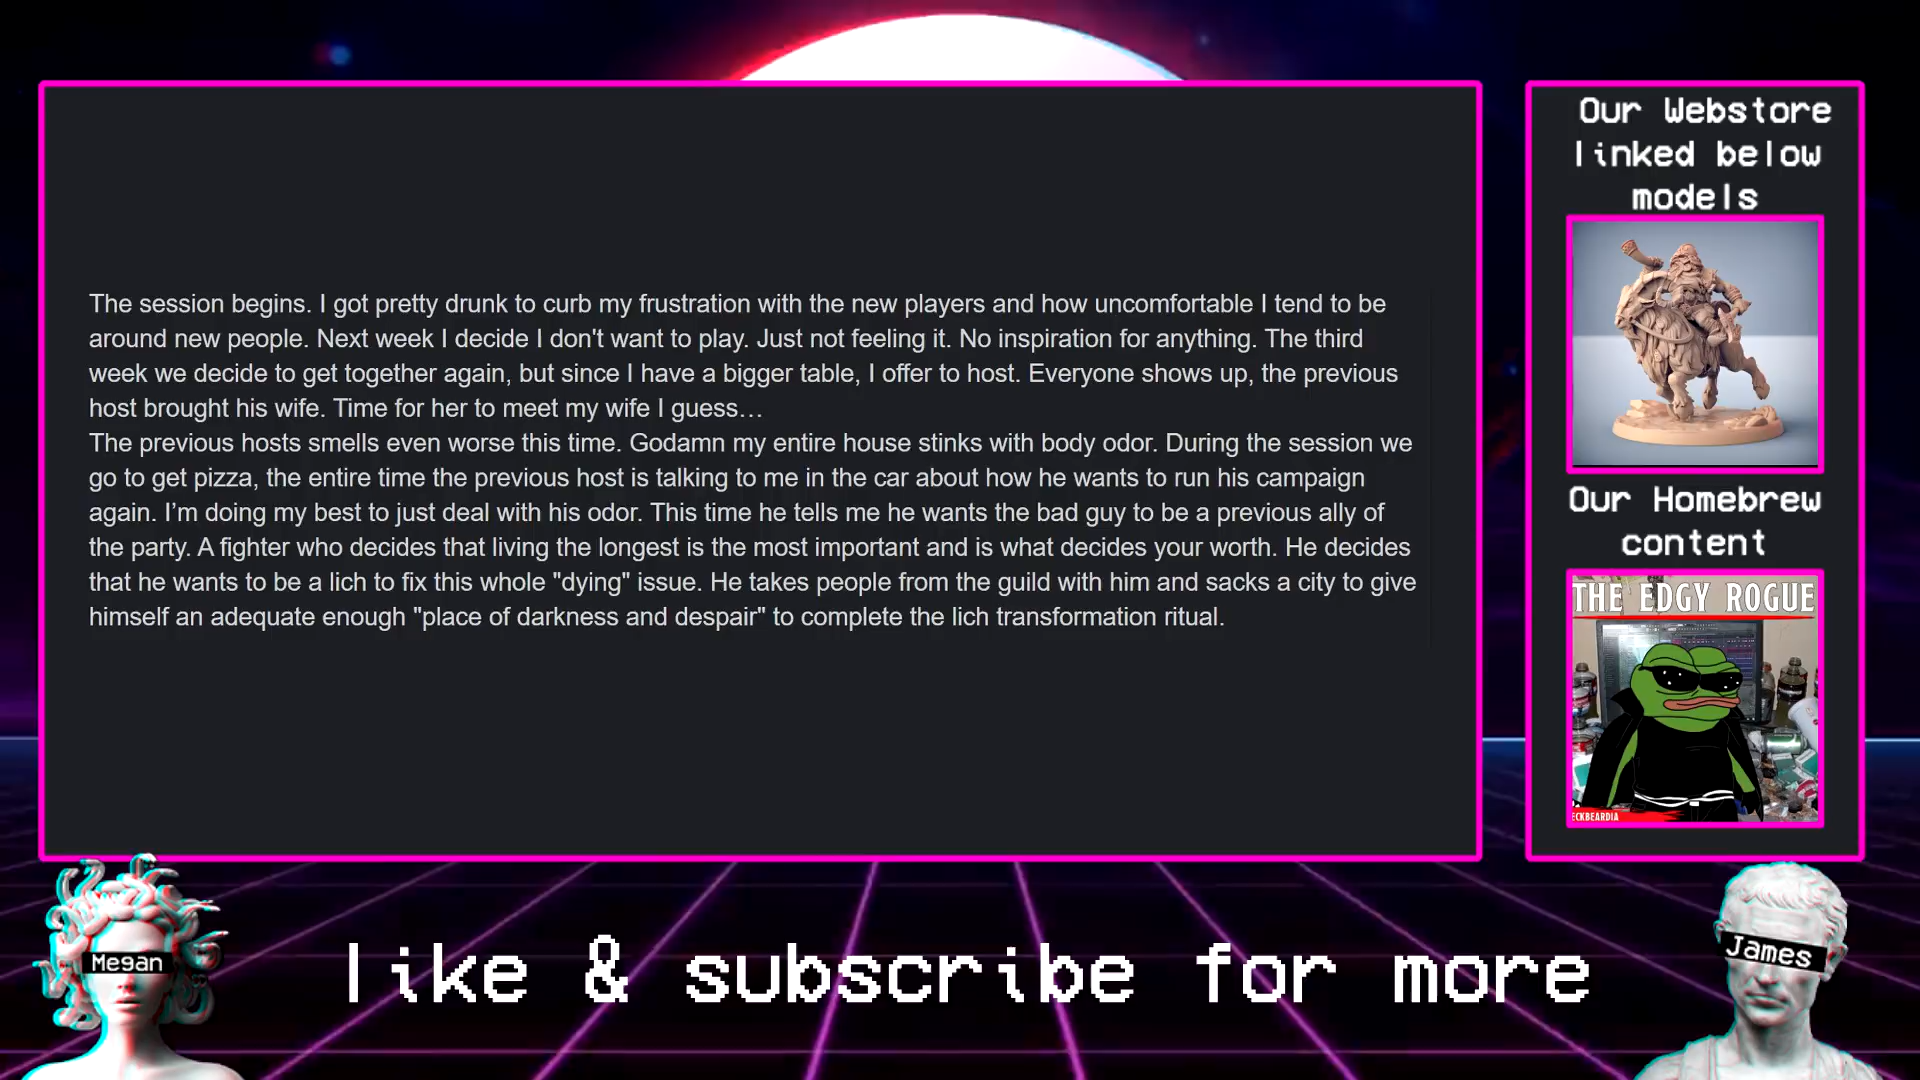 The session begins. I got pretty drunk to curb my frustration with the new players and how uncomfortable I tend to be
around new people. Next week I decide I don't want to play. Just not feeling it. No inspiration for anything. The third
week we decide to get together again, but since I have a bigger table, I offer to host. Everyone shows up, the previous
host brought his wife. Time for her to meet my wife I guess…
The previous hosts smells even worse this time. Godamn my entire house stinks with body odor. During the session we
go to get pizza, the entire time the previous host is talking to me in the car about how he wants to run his campaign
again. I’m doing my best to just deal with his odor. This time he tells me he wants the bad guy to be a previous ally of
the party. A fighter who decides that living the longest is the most important and is what decides your worth. He decides
that he wants to be a lich to fix this whole "dying" issue. He takes people from the guild with him and sacks a city to give
himself an adequate enough "place of darkness and despair" to complete the lich transformation ritual.
Our Webstore
linked below
models
Our Homebrew
content
THE EDGY ROGUE
ECKBEARDIA
Megan
James
like & subscribe for more